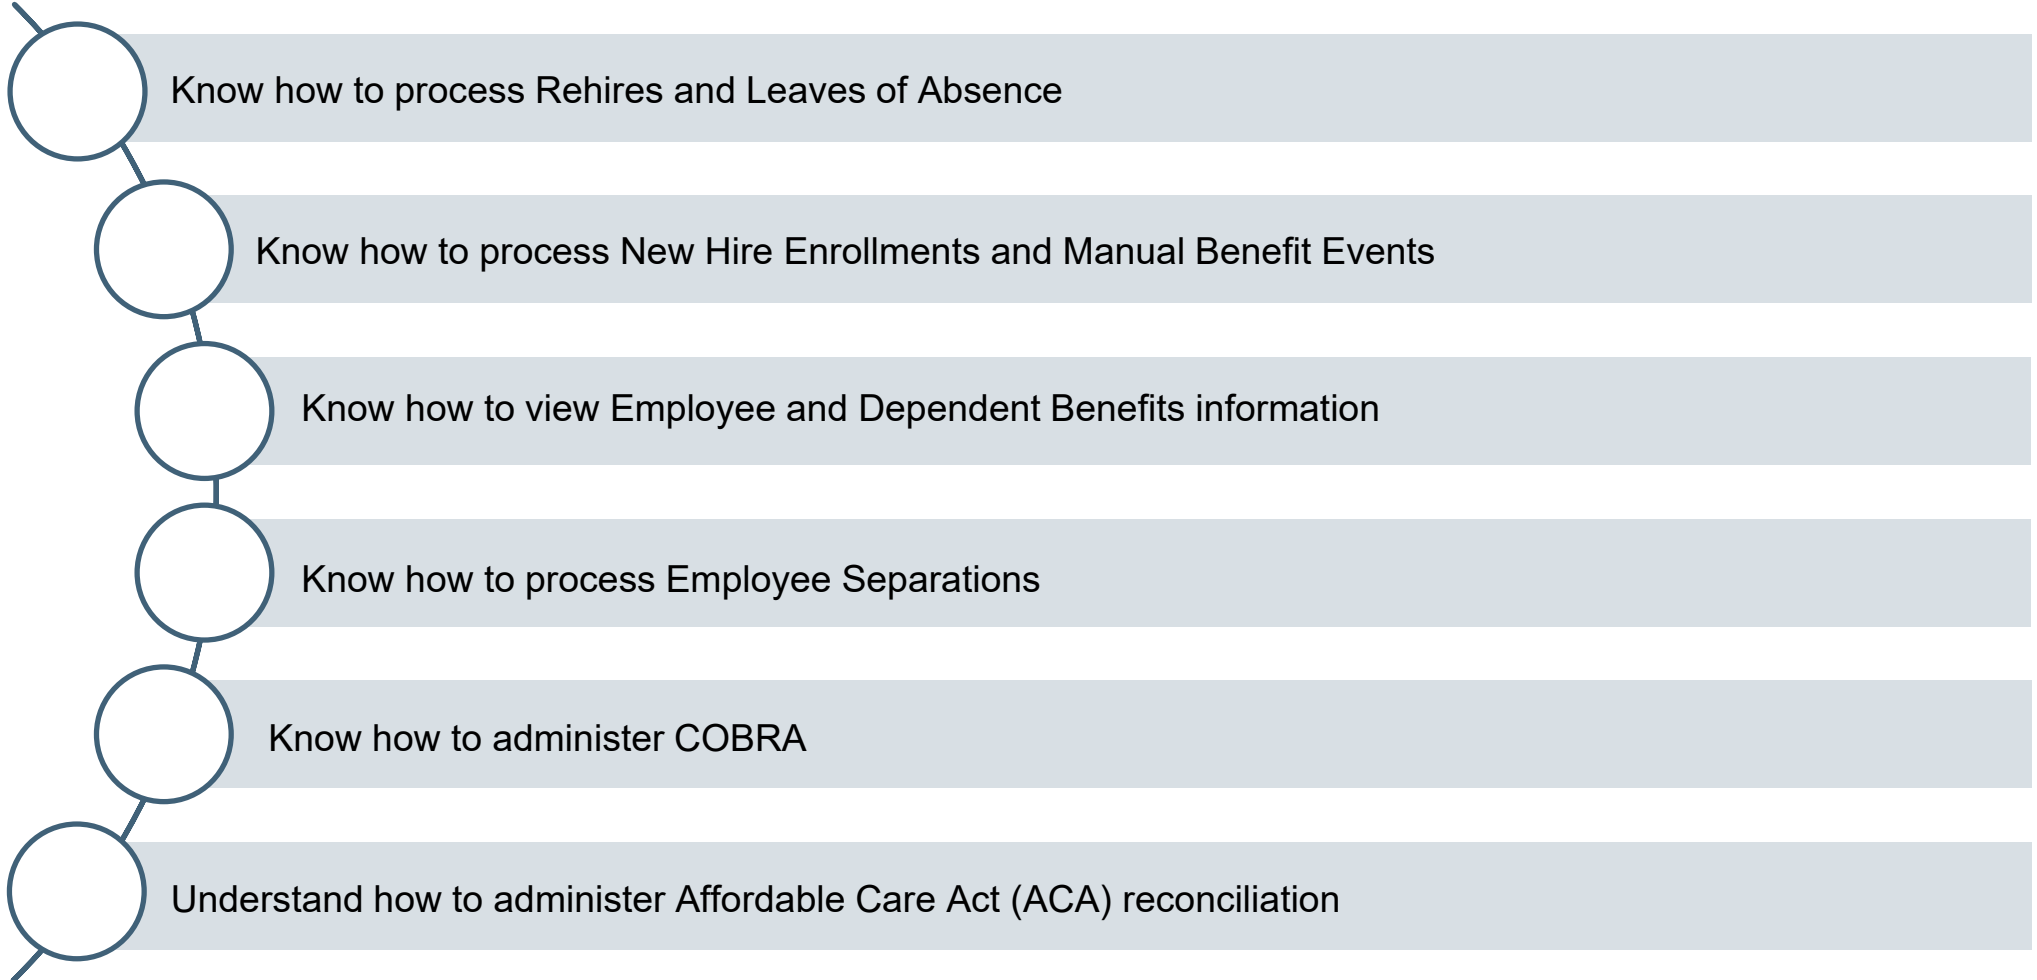 Know how to process Rehires and Leaves of Absence
Know how to process New Hire Enrollments and Manual Benefit Events
Know how to view Employee and Dependent Benefits information
Know how to process Employee Separations
Know how to administer COBRA
Understand how to administer Affordable Care Act (ACA) reconciliation